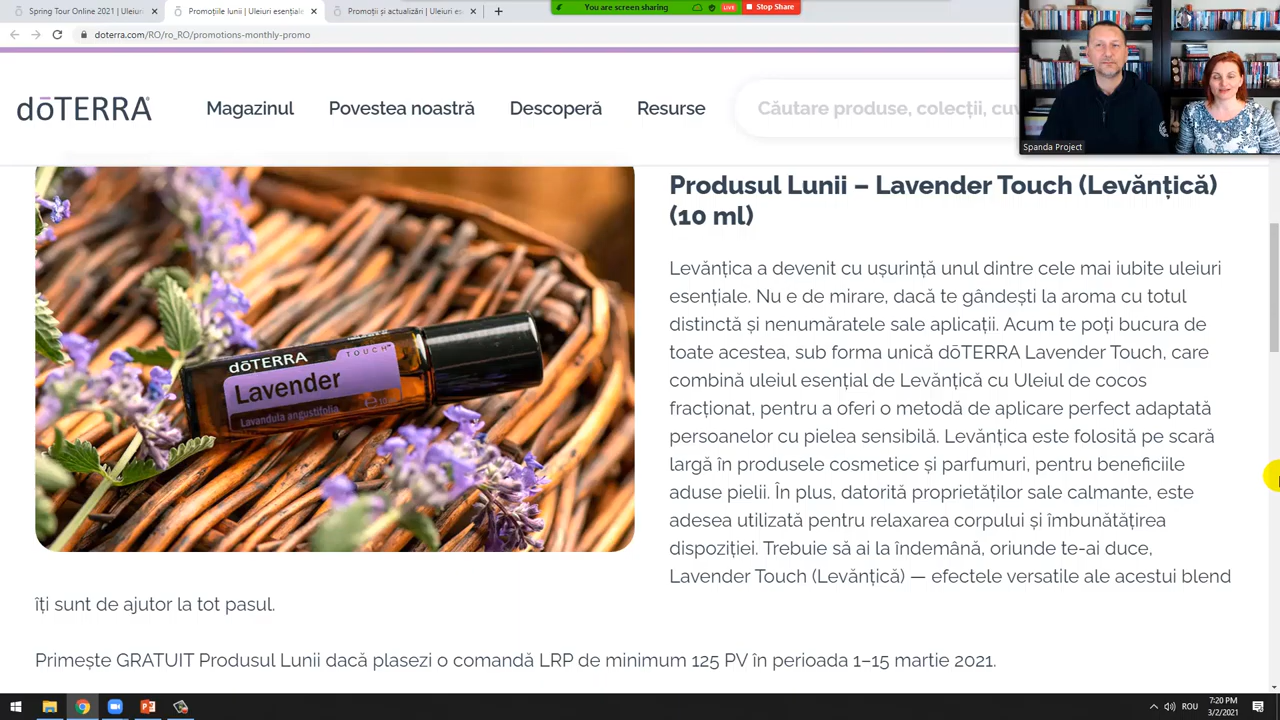 Spring Tour Online 2021 | Uleiur
Promoțiile lunii | Uleiuri esențiale
Promoții și actualizări | Uleiuri es
You are screen sharing
LIVE
Stop Share
doterra.com/RO/ro_RO/promotions-monthly-promo
dōTERRA
Magazinul
Povestea noastră
Descoperă
Resurse
Căutare produse, colecții, cuv
Spanda Project
dōTERRA
TOUCH
Lavender
Lavandula angustifolia
Produsul Lunii – Lavender Touch (Levănțică)
(10 ml)
Levănțica a devenit cu ușurință unul dintre cele mai iubite uleiuri
esențiale. Nu e de mirare, dacă te gândești la aroma cu totul
distinctă și nenumăratele sale aplicații. Acum te poți bucura de
toate acestea, sub forma unică dōTERRA Lavender Touch, care
combină uleiul esențial de Levănțică cu Uleiul de cocos
fracționat, pentru a oferi o metodă de aplicare perfect adaptată
persoanelor cu pielea sensibilă. Levănțica este folosită pe scară
largă în produsele cosmetice și parfumuri, pentru beneficiile
aduse pielii. În plus, datorită proprietăților sale calmante, este
adesea utilizată pentru relaxarea corpului și îmbunătățirea
dispoziției. Trebuie să ai la îndemână, oriunde te-ai duce,
Lavender Touch (Levănțică) — efectele versatile ale acestui blend
îți sunt de ajutor la tot pasul.
Primește GRATUIT Produsul Lunii dacă plasezi o comandă LRP de minimum 125 PV în perioada 1–15 martie 2021.
ROU
7:20 PM
3/2/2021